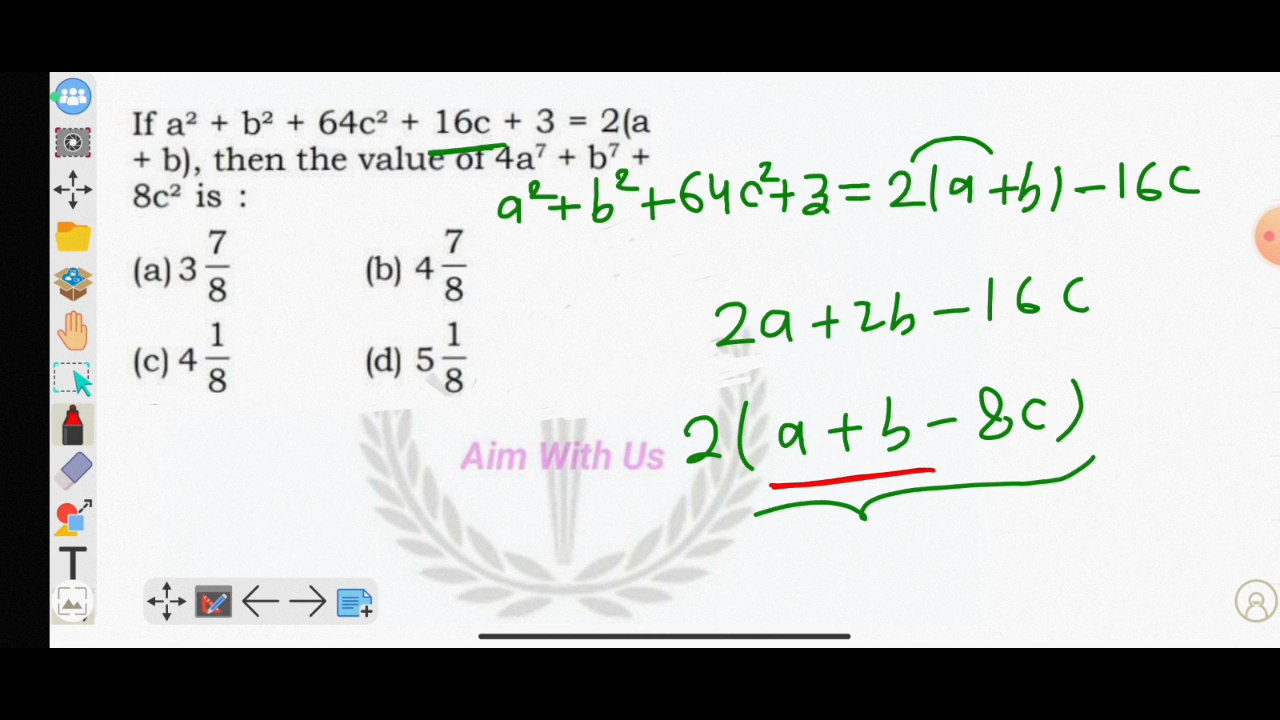 If a² + b² + 64c² + 16c + 3 = 2(a
+ b), then the value of 4a⁷ + b⁷ +
8c² is :
(a) 3 7/8
(b) 4 7/8
(c) 4 1/8
(d) 5 1/8
a² + b² + 64c² + 3 = 2(a + b) - 16c
2a + 2b - 16c
2(a + b - 8c)
Aim With Us
T